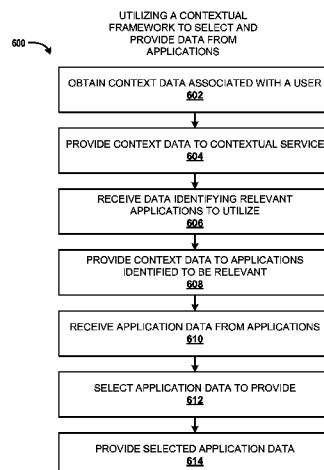 UTILIZING A CONTEXTUAL
FRAMEWORK TO SELECT AND
PROVIDE DATA FROM
APPLICATIONS
600
OBTAIN CONTEXT DATA ASSOCIATED WITH A USER
602
PROVIDE CONTEXT DATA TO CONTEXTUAL SERVICE
604
RECEIVE DATA IDENTIFYING RELEVANT
APPLICATIONS TO UTILIZE
606
PROVIDE CONTEXT DATA TO APPLICATIONS
IDENTIFIED TO BE RELEVANT
608
RECEIVE APPLICATION DATA FROM APPLICATIONS
610
SELECT APPLICATION DATA TO PROVIDE
612
PROVIDE SELECTED APPLICATION DATA
614